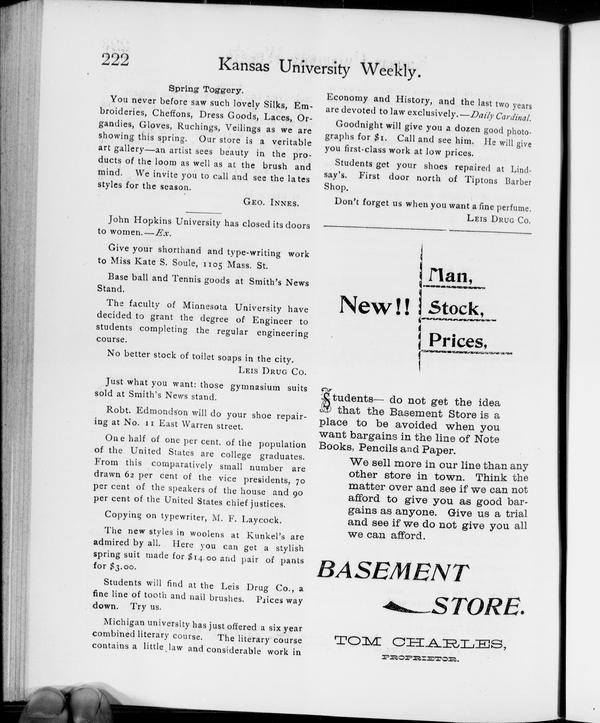 222
Kansas University Weekly.
Spring Toggery.
You never before saw such lovely Silks, Em-
broideries, Cheffons, Dress Goods, Laces, Or-
gandies, Gloves, Ruchings, Veilings as we are
showing this spring. Our store is a veritable
art gallery—an artist sees beauty in the pro-
ducts of the loom as well as at the brush and
mind. We invite you to call and see the lates
styles for the season.
GEO. INNES.
John Hopkins University has closed its doors
to women.—Ex.
Give your shorthand and type-writing work
to Miss Kate S. Soule, 1105 Mass. St.
Base ball and Tennis goods at Smith's News
Stand.
The faculty of Minnesota University have
decided to grant the degree of Engineer to
students completing the regular engineering
course.
No better stock of toilet soaps in the city.
LEIS DRUG CO.
Just what you want: those gymnasium suits
sold at Smith's News stand.
Robt. Edmondson will do your shoe repair-
ing at No. 11 East Warren street.
One half of one per cent. of the population
of the United States are college graduates.
From this comparatively small number are
drawn 62 per cent of the vice presidents, 70
per cent of the speakers of the house and 90
per cent of the United States chief justices.
Copying on typewriter, M. F. Laycock.
The new styles in woolens at Kunkel's are
admired by all. Here you can get a stylish
spring suit made for $14.00 and pair of pants
for $3.00.
Students will find at the Leis Drug Co., a
fine line of tooth and nail brushes. Prices way
down. Try us.
Michigan university has just offered a six year
combined literary course. The literary course
contains a little law and considerable work in
Economy and History, and the last two years
are devoted to law exclusively.—Daily Cardinal.
Goodnight will give you a dozen good photo-
graphs for $1. Call and see him. He will give
you first-class work at low prices.
Students get your shoes repaired at Lind-
say's. First door north of Tiptons Barber
Shop.
Don't forget us when you want a fine perfume.
LEIS DRUG CO.
New!!
Man,
Stock,
Prices,
Students— do not get the idea
that the Basement Store is a
place to be avoided when you
want bargains in the line of Note
Books, Pencils and Paper.
We sell more in our line than any
other store in town. Think the
matter over and see if we can not
afford to give you as good bar-
gains as anyone. Give us a trial
and see if we do not give you all
we can afford.
BASEMENT
STORE.
TOM CHARLES,
PROPRIETOR.